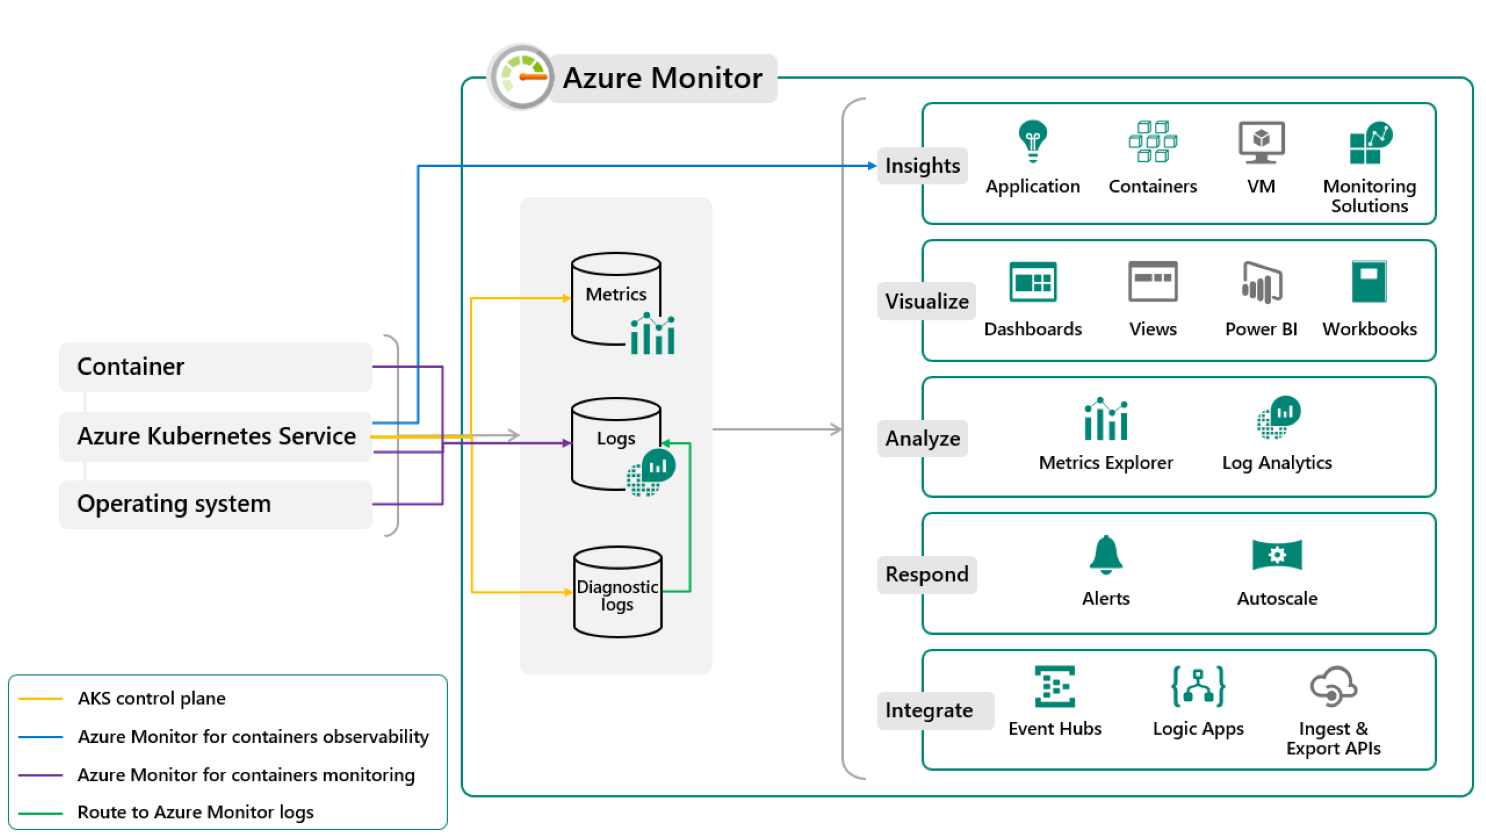 Azure Monitor
Container
Azure Kubernetes Service
Operating system
Metrics
Logs
Diagnostic
logs
Insights
Application
Containers
VM
Monitoring
Solutions
Visualize
Dashboards
Views
Power BI
Workbooks
Analyze
Metrics Explorer
Log Analytics
Respond
Alerts
Autoscale
Integrate
Event Hubs
Logic Apps
Ingest &
Export APIs
AKS control plane
Azure Monitor for containers observability
Azure Monitor for containers monitoring
Route to Azure Monitor logs